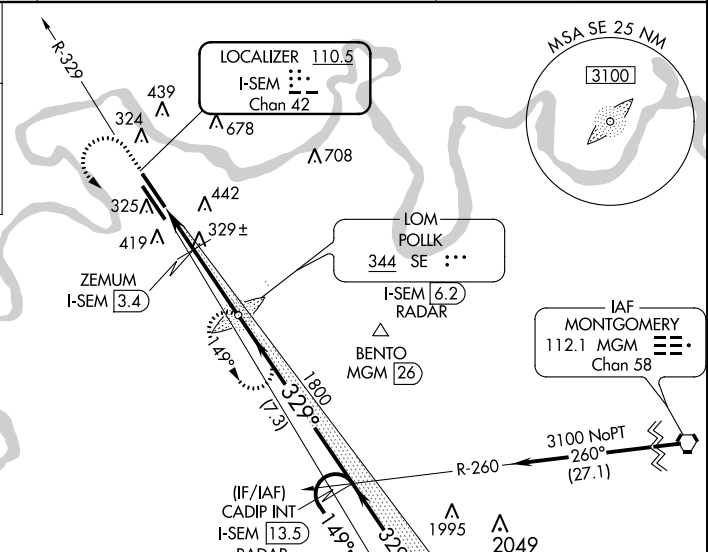 R-329
LOCALIZER 110.5
I-SEM
Chan 42
MSA SE 25 NM
3100
439
324
678
708
325
442
419
329±
ZEMUM
I-SEM 3.4
LOM
POLLK
344 SE
I-SEM 6.2
RADAR
BENTO
MGM 26
IAF
MONTGOMERY
112.1 MGM
Chan 58
149°
(7.3)
1800
329°
3100 NoPT
260°
(27.1)
R-260
(IF/IAF)
CADIP INT
I-SEM 13.5
RADAR
149°
329°
1995
2049